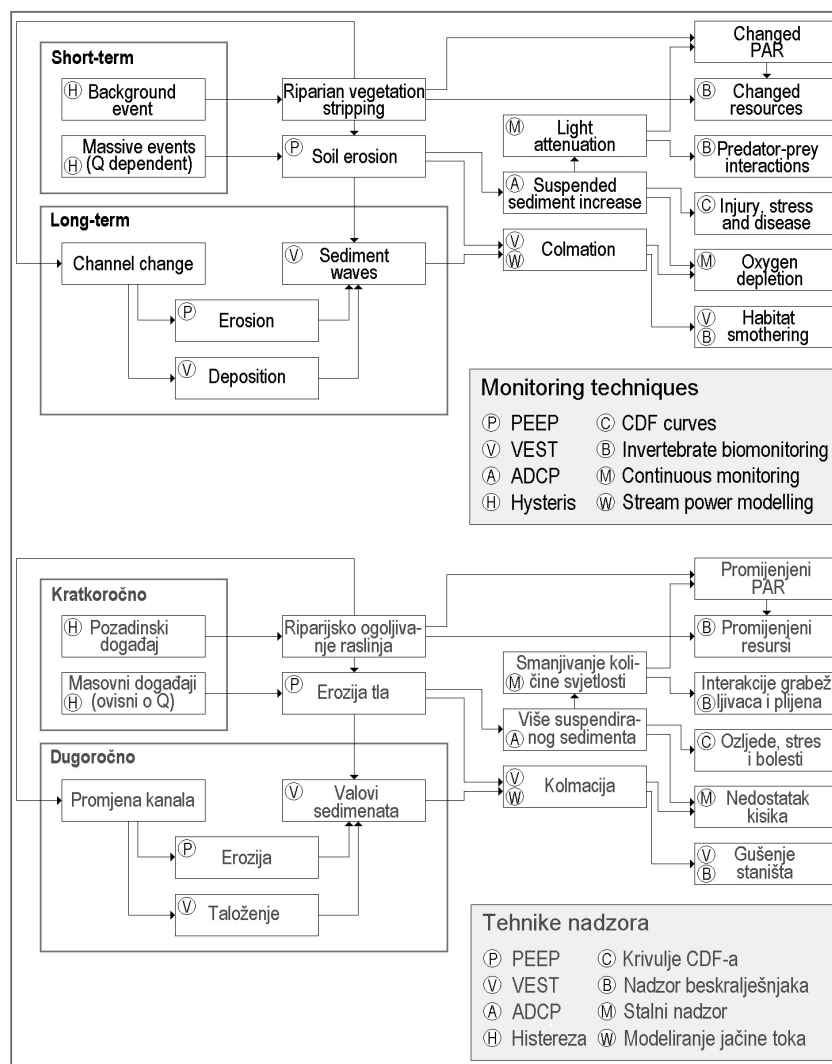 Short-term
H Background
event
H Massive events
(Q dependent)
Riparian vegetation
stripping
P Soil erosion
Long-term
Channel change
V Sediment
waves
P Erosion
V Deposition
M Light
attenuation
A Suspended
sediment increase
V W Colmation
Changed
PAR
B Changed
resources
B Predator-prey
interactions
C Injury, stress
and disease
M Oxygen
depletion
V Habitat
B smothering
Monitoring techniques
P PEEP
V VEST
A ADCP
H Hysteris
C CDF curves
B Invertebrate biomonitoring
M Continuous monitoring
W Stream power modelling
Kratkoročno
H Pozadinski
događaj
Masovni događaji
H (ovisni o Q)
Riparijsko ogoljiva-
nje raslinja
P Erozija tla
Dugoročno
Promjena kanala
V Valovi
sedimenata
P Erozija
V Taloženje
Smanjivanje koli-
M čine svjetlosti
Više suspendir-
A anog sedimenta
V W Kolmacija
Promijenjeni
PAR
B Promijenjeni
resursi
Interakcije grabež
B ljivaca i plijena
C Ozljede, stres
i bolesti
M Nedostatak
kisika
V Gušenje
B staništa
Tehnike nadzora
P PEEP
V VEST
A ADCP
H Histereza
C Krivulje CDF-a
B Nadzor beskralješnjaka
M Stalni nadzor
W Modeliranje jačine toka